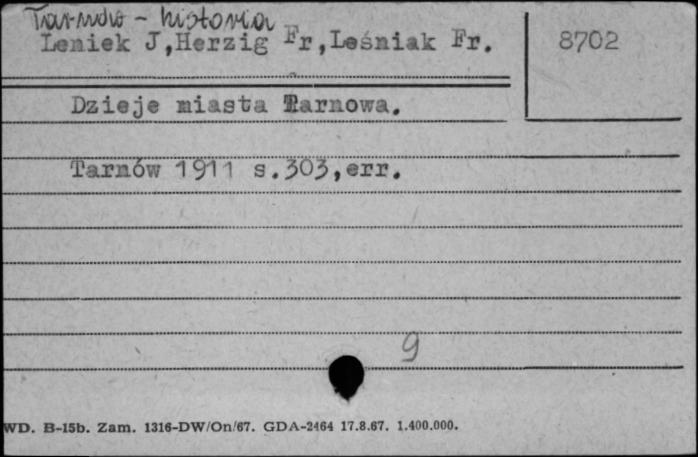 Tarnów - historia
Leniek J,Herzig Fr,Leśniak Fr.
8702
Dzieje miasta Tarnowa.
Tarnów 1911 s.303,err.
9
WD. B-15b. Zam. 1316-DW/On/67. GDA-2464 17.8.67. 1.400.000.